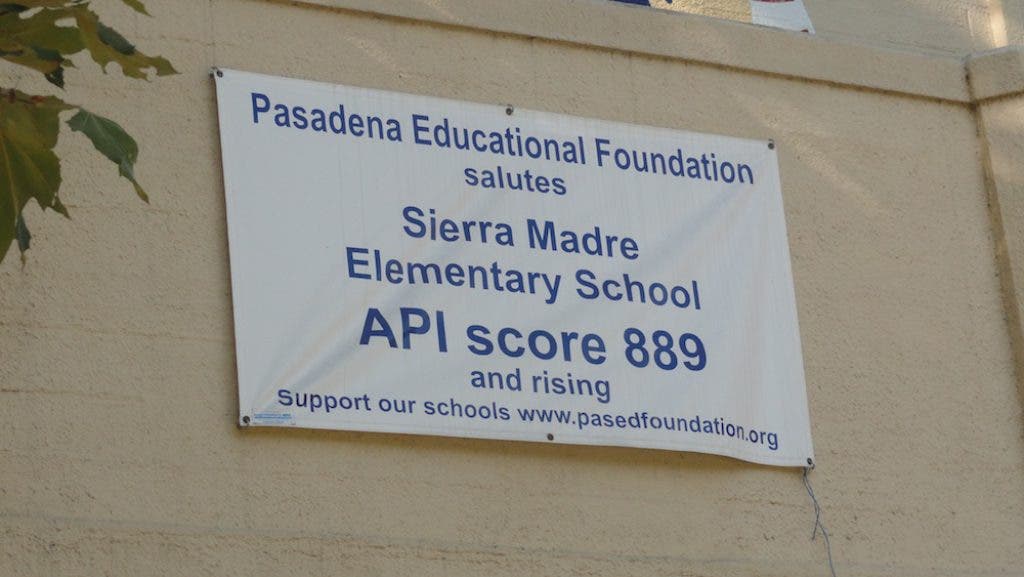 Pasadena Educational Foundation
salutes
Sierra Madre
Elementary School
API score 889
and rising
Support our schools www.pasedfoundation.org